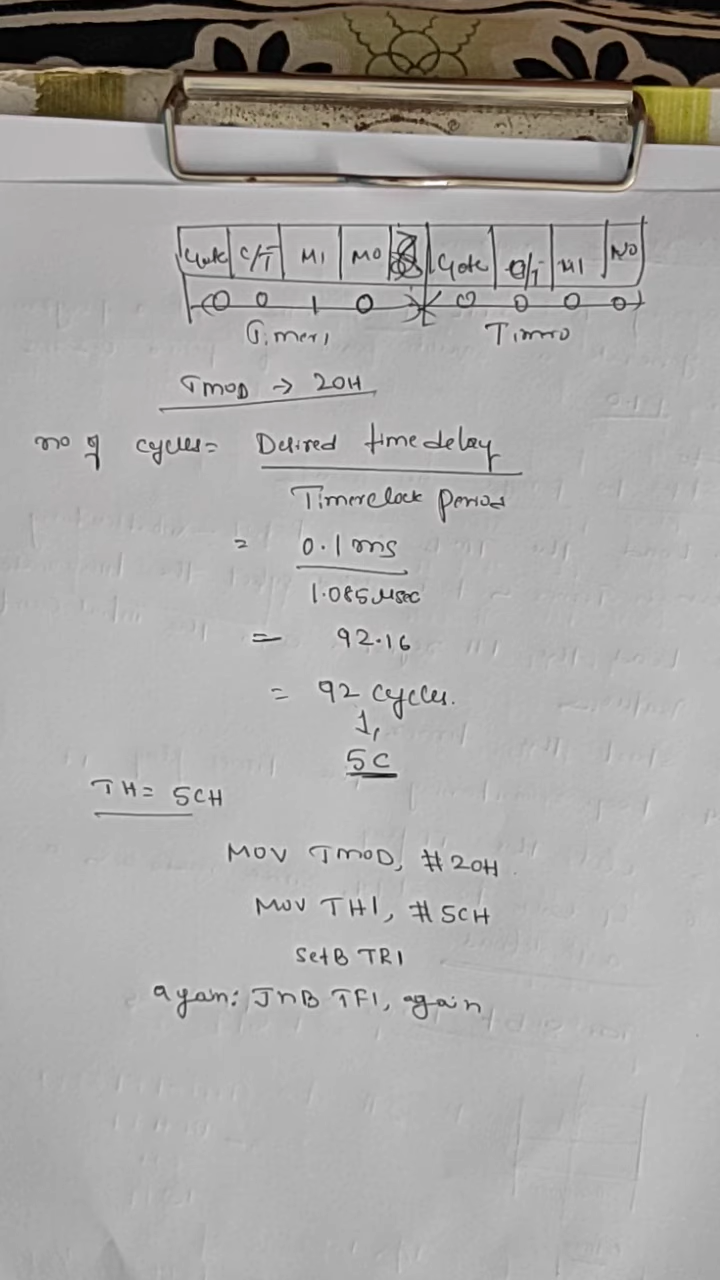 Gate C/T M1 M0 Gate C/T M1 M0
0 0 1 0 0 0 0 0
Timer1 Timer0
TMOD → 20H
no of cycles = Desired time delay
Timer clock period
= 0.1 ms
1.085 μsec
= 92.16
= 92 cycles.
↓
5C
TH = 5CH
MOV TMOD, #20H
MOV TH1, #5CH
SetB TR1
again: JnB TF1, again